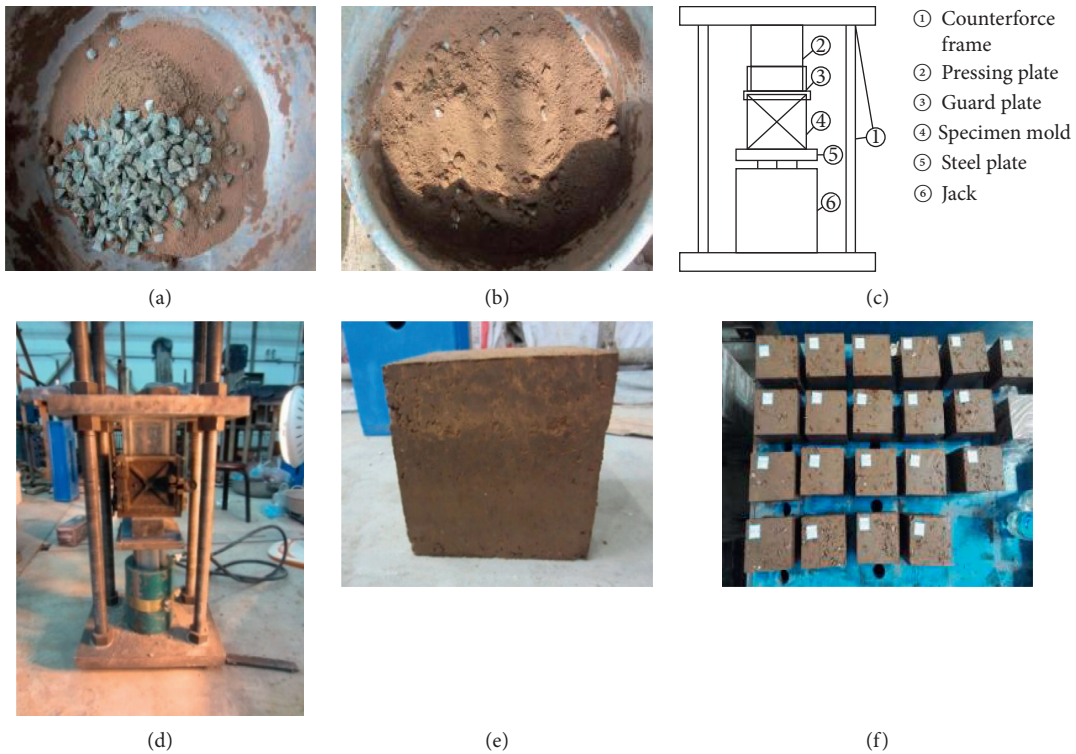 ① Counterforce
frame
② Pressing plate
③ Guard plate
④ Specimen mold
⑤ Steel plate
⑥ Jack
②
③
④
①
⑤
⑥
(a)
(b)
(c)
(d)
(e)
(f)